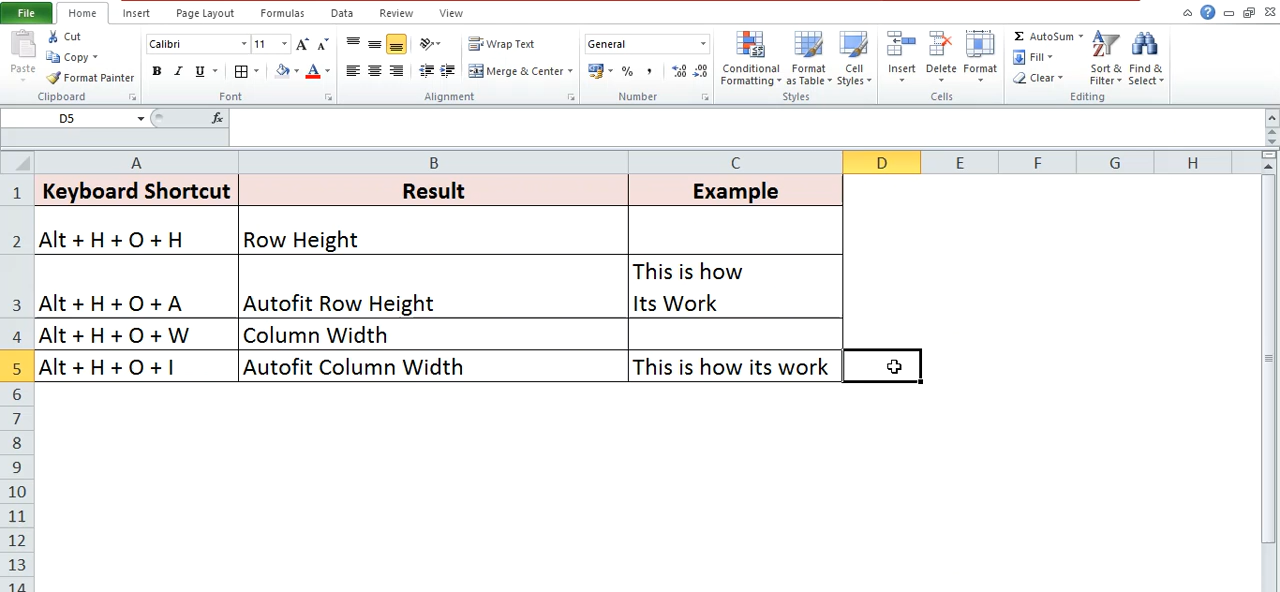 File Home Insert Page Layout Formulas Data Review View
Cut
Copy
Format Painter
Paste
Clipboard
Calibri 11 A A
B I U A
Font
Wrap Text
Merge & Center
Alignment
General
% , .00 .0
Number
Conditional Formatting
Format as Table
Cell Styles
Styles
Insert Delete Format
Cells
Σ AutoSum
Fill
Clear
Sort & Filter
Find & Select
Editing
D5 fx
A B C D E F G H
1 Keyboard Shortcut Result Example
2 Alt + H + O + H Row Height
This is how
3 Alt + H + O + A Autofit Row Height Its Work
4 Alt + H + O + W Column Width
5 Alt + H + O + I Autofit Column Width This is how its work
6
7
8
9
10
11
12
13
14